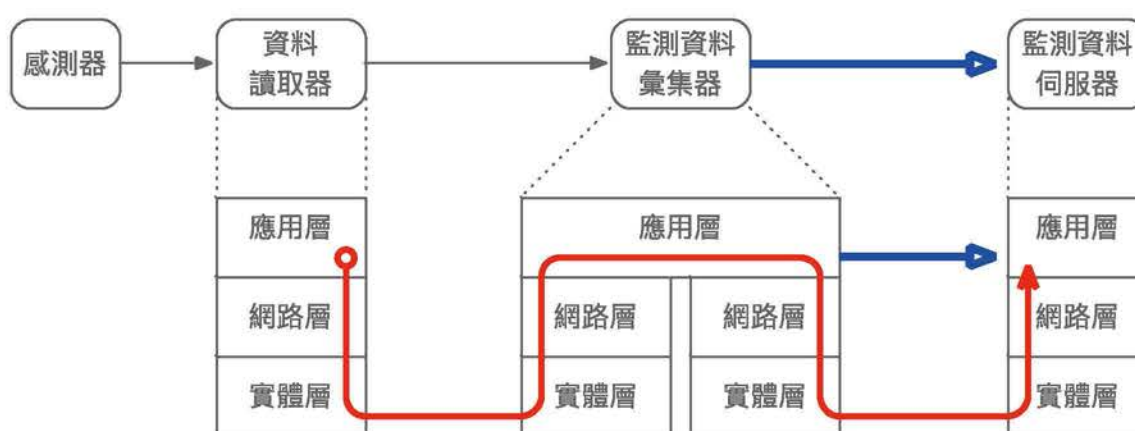 感測器
資料
讀取器
監測資料
彙集器
監測資料
伺服器
應用層
應用層
應用層
網路層
網路層
網路層
網路層
實體層
實體層
實體層
實體層